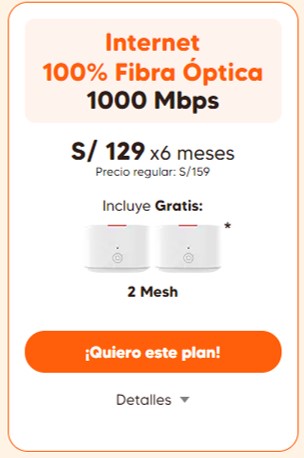 Internet
100% Fibra Óptica
1000 Mbps
S/ 129 x6 meses
Precio regular: S/159
Incluye Gratis:
*
2 Mesh
¡Quiero este plan!
Detalles